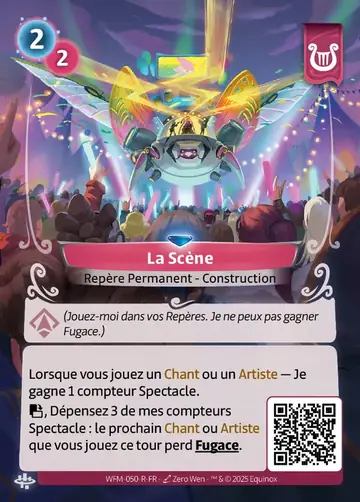 2
2
La Scène
Repère Permanent - Construction
(Jouez-moi dans vos Repères. Je ne peux pas gagner
Fugace.)
Lorsque vous jouez un Chant ou un Artiste — Je
gagne 1 compteur Spectacle.
, Dépensez 3 de mes compteurs
Spectacle : le prochain Chant ou Artiste
que vous jouez ce tour perd Fugace.
WFM-050-R-FR - Zero Wen - ™ & © 2025 Equinox